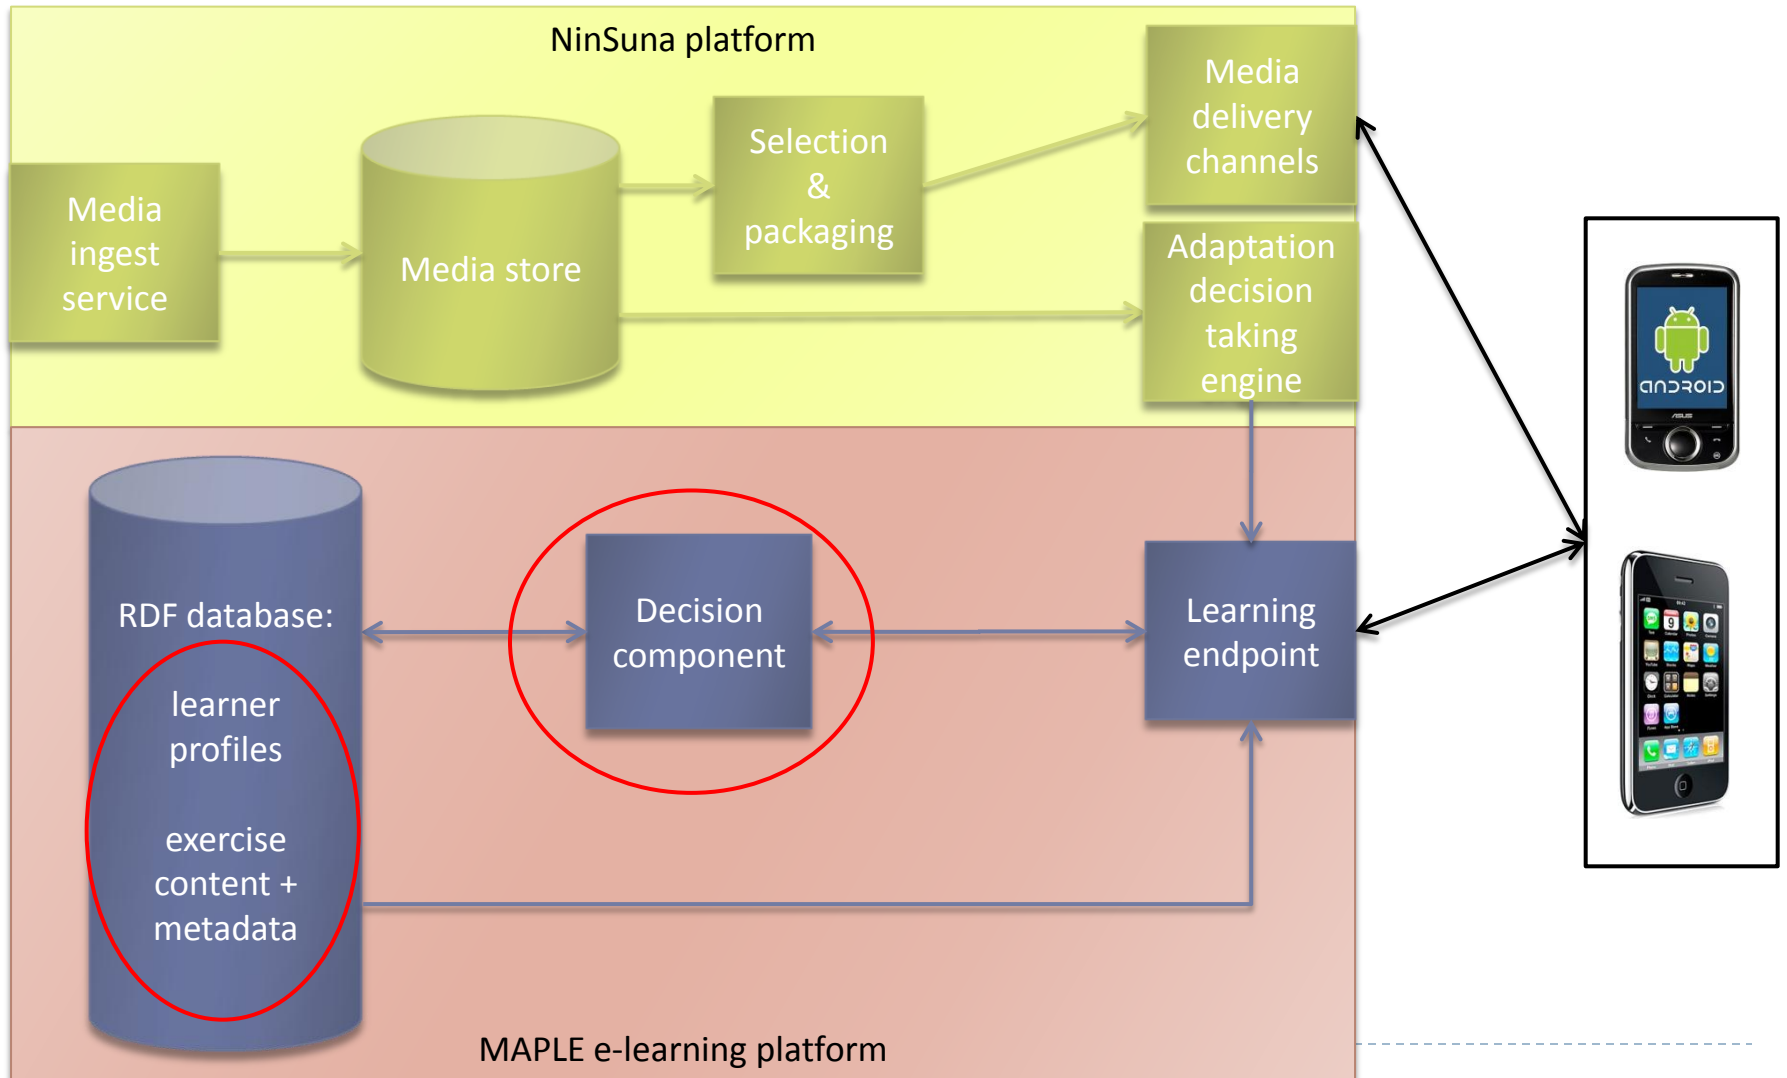 NinSuna platform
Media
delivery
channels
Selection
&
packaging
Media
ingest
service
Media store
Adaptation
decision
taking
engine
ANDROID
ASUS
RDF database:
learner
profiles
exercise
content +
metadata
Decision
component
Learning
endpoint
MAPLE e-learning platform